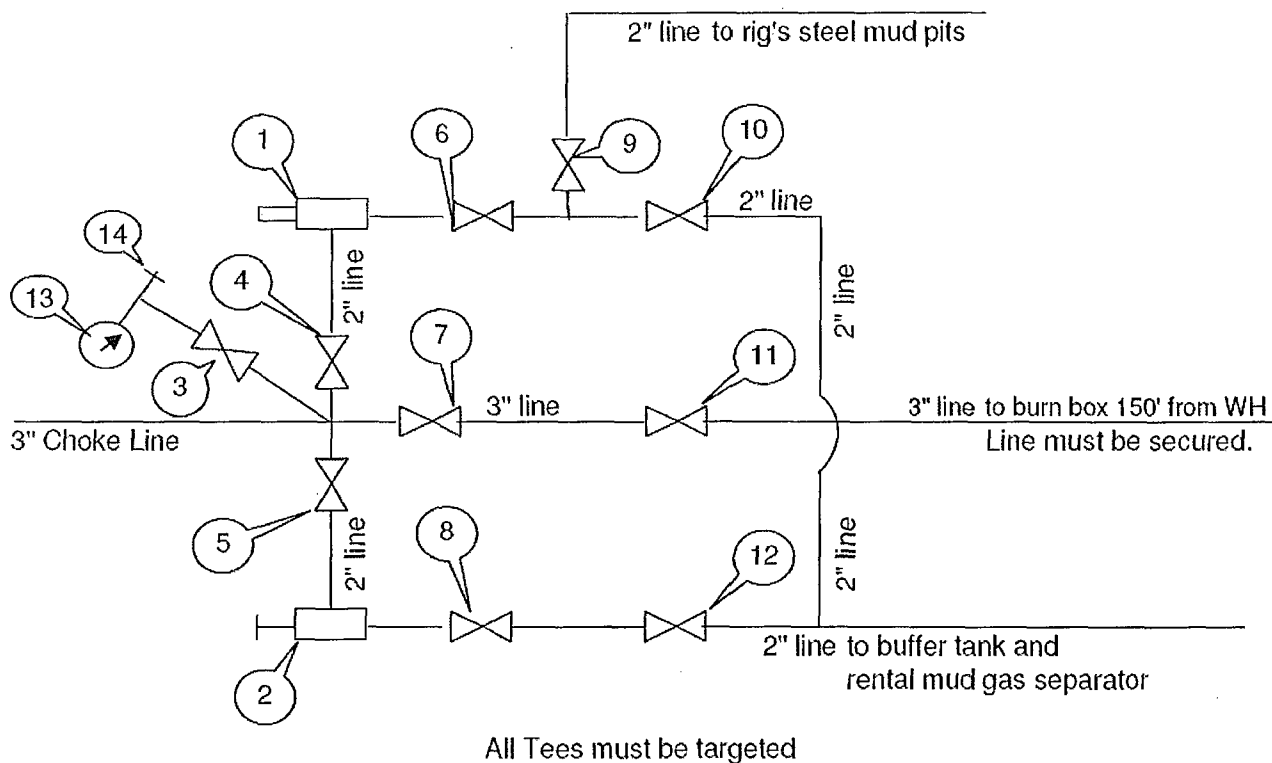 2" line to rig's steel mud pits
1
6
9
10
2" line
14
4
2" line
2" line
13
7
11
3
3" line
3" line to burn box 150' from WH
3" Choke Line
Line must be secured.
5
8
12
2" line
2" line
2" line to buffer tank and
rental mud gas separator
2
All Tees must be targeted